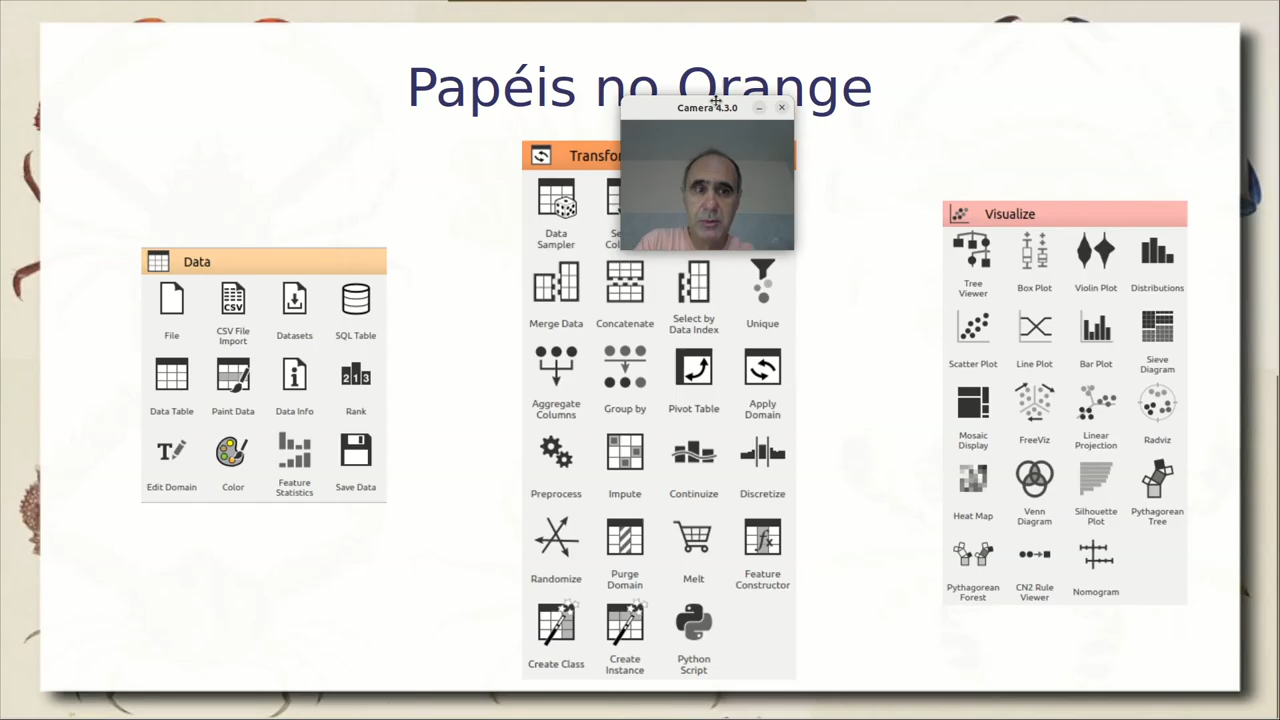 Papéis no Orange
Camera 4.3.0
Data
File
CSV File
Import
Datasets
SQL Table
Data Table
Paint Data
Data Info
Rank
Edit Domain
Color
Feature
Statistics
Save Data
Data
Sampler
Merge Data
Concatenate
Select by
Data Index
Unique
Aggregate
Columns
Group by
Pivot Table
Apply
Domain
Preprocess
Impute
Continuize
Discretize
Randomize
Purge
Domain
Melt
Feature
Constructor
Create Class
Create
Instance
Python
Script
Visualize
Tree
Viewer
Box Plot
Violin Plot
Distributions
Scatter Plot
Line Plot
Bar Plot
Sieve
Diagram
Mosaic
Display
FreeViz
Linear
Projection
Radviz
Heat Map
Venn
Diagram
Silhouette
Plot
Pythagorean
Tree
Pythagorean
Forest
CN2 Rule
Viewer
Nomogram